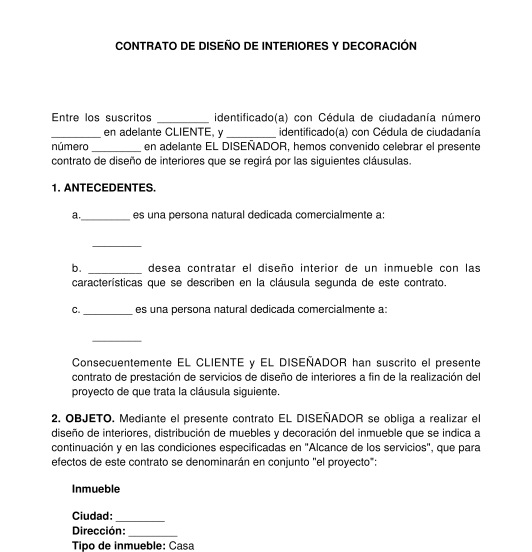 CONTRATO DE DISEÑO DE INTERIORES Y DECORACIÓN
Entre los suscritos ________ identificado(a) con Cédula de ciudadanía número
________ en adelante CLIENTE, y ________ identificado(a) con Cédula de ciudadanía
número ________ en adelante EL DISEÑADOR, hemos convenido celebrar el presente
contrato de diseño de interiores que se regirá por las siguientes cláusulas.
1. ANTECEDENTES.
a.________ es una persona natural dedicada comercialmente a:
________
b. ________ desea contratar el diseño interior de un inmueble con las
características que se describen en la cláusula segunda de este contrato.
c. ________ es una persona natural dedicada comercialmente a:
________
Consecuentemente EL CLIENTE y EL DISEÑADOR han suscrito el presente
contrato de prestación de servicios de diseño de interiores a fin de la realización del
proyecto de que trata la cláusula siguiente.
2. OBJETO. Mediante el presente contrato EL DISEÑADOR se obliga a realizar el
diseño de interiores, distribución de muebles y decoración del inmueble que se indica a
continuación y en las condiciones especificadas en "Alcance de los servicios", que para
efectos de este contrato se denominarán en conjunto "el proyecto":
Inmueble
Ciudad: ________
Dirección: ________
Tipo de inmueble: Casa